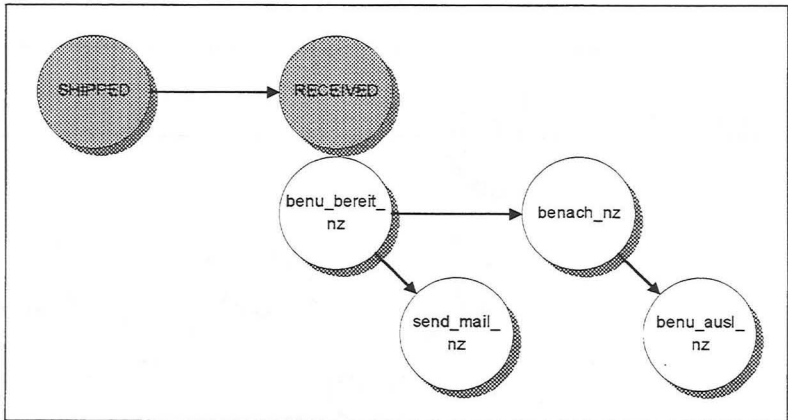 SHIPPED
RECEIVED
benu_bereit_
nz
benach_nz
send_mail_
nz
benu_ausl_
nz